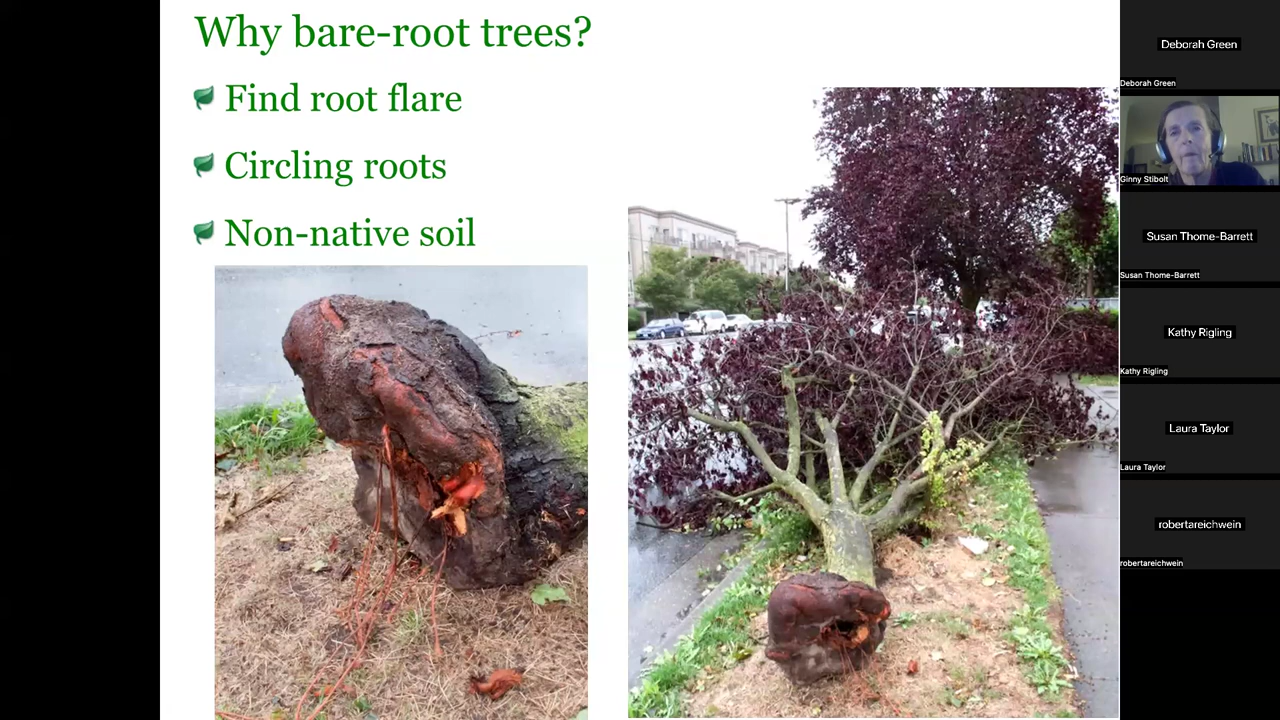 Why bare-root trees?
Find root flare
Circling roots
Non-native soil
Deborah Green
Deborah Green
Ginny Stibolt
Susan Thome-Barrett
Susan Thome-Barrett
Kathy Rigling
Kathy Rigling
Laura Taylor
Laura Taylor
robertareichwein
robertareichwein